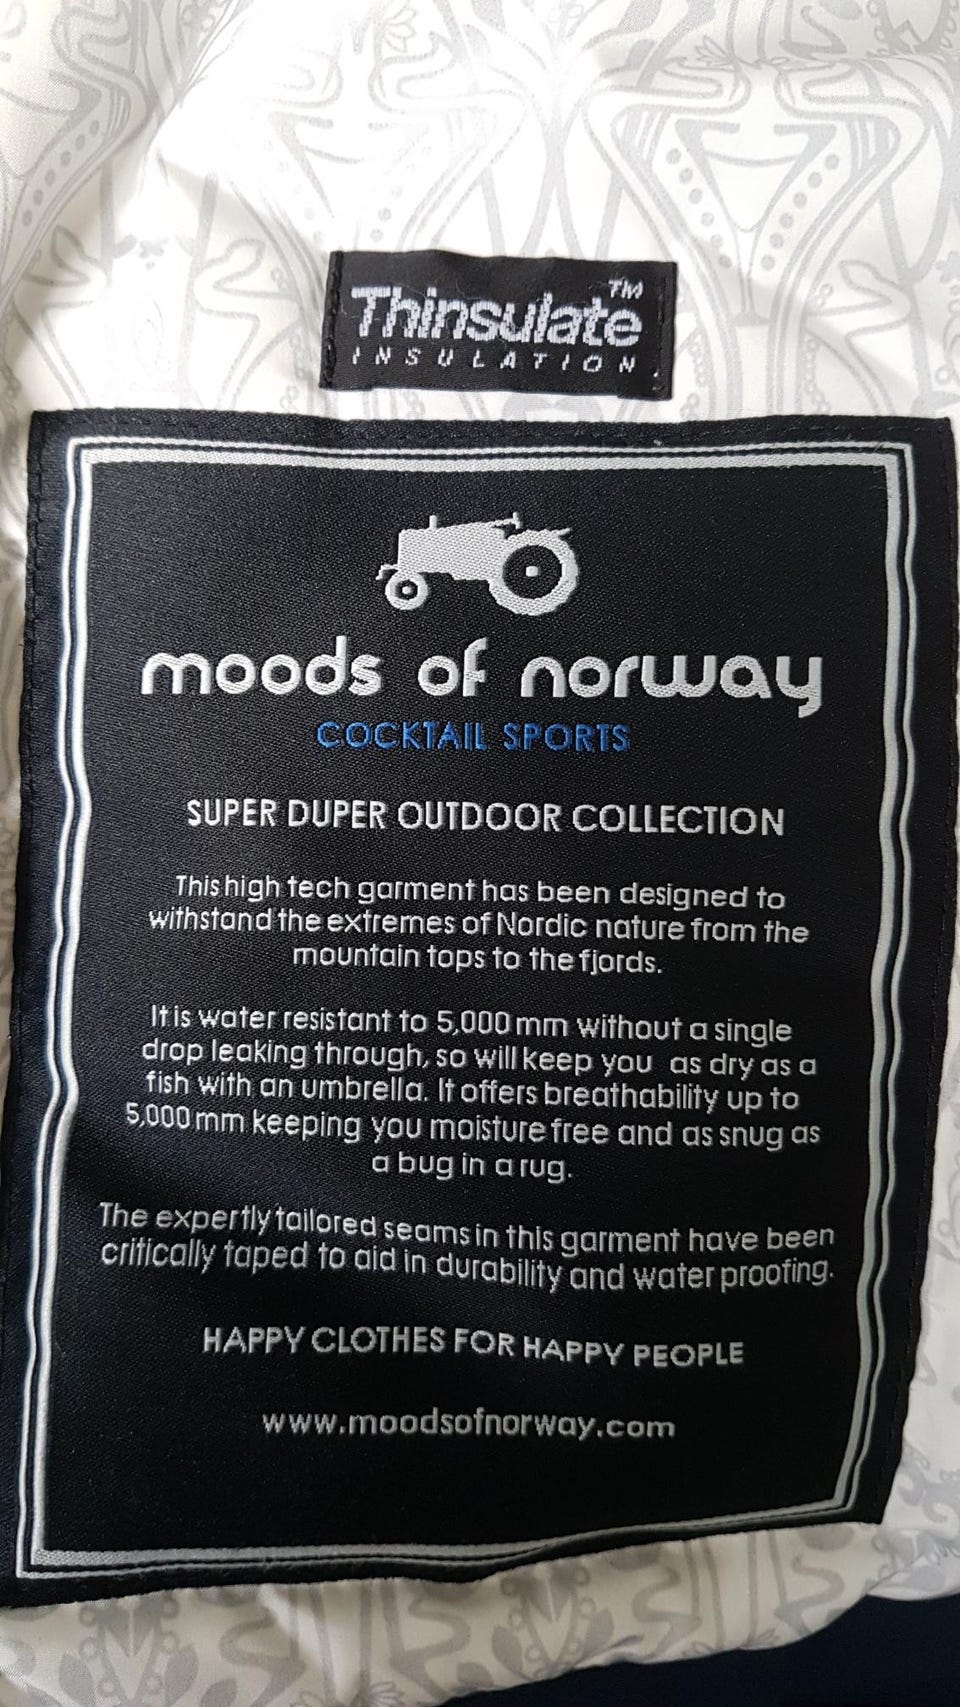 Thinsulate™
INSULATION
moods of norway
COCKTAIL SPORTS
SUPER DUPER OUTDOOR COLLECTION
This high tech garment has been designed to
withstand the extremes of Nordic nature from the
mountain tops to the fjords.
It is water resistant to 5,000 mm without a single
drop leaking through, so will keep you as dry as a
fish with an umbrella. It offers breathability up to
5,000 mm keeping you moisture free and as snug as
a bug in a rug.
The expertly tailored seams in this garment have been
critically taped to aid in durability and water proofing.
HAPPY CLOTHES FOR HAPPY PEOPLE
www.moodsofnorway.com